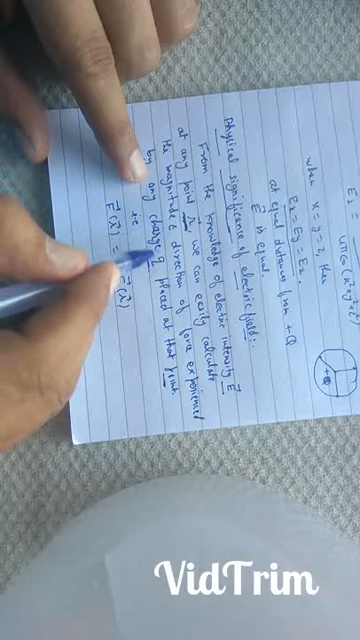 E₂
4πε₀(x²+y²+z²)
when x = y = z, then
E₂ = Ey = Ez.
at equal distance from +Q
E⃗ is equal.
+Q
Physical significance of electric field:-
From the knowledge of electric intensity E⃗
at any point we can easily calculate
the magnitude & direction of force experienced
by any charge q placed at that point.
i.e
F⃗(r⃗) = E⃗(r⃗)
VidTrim